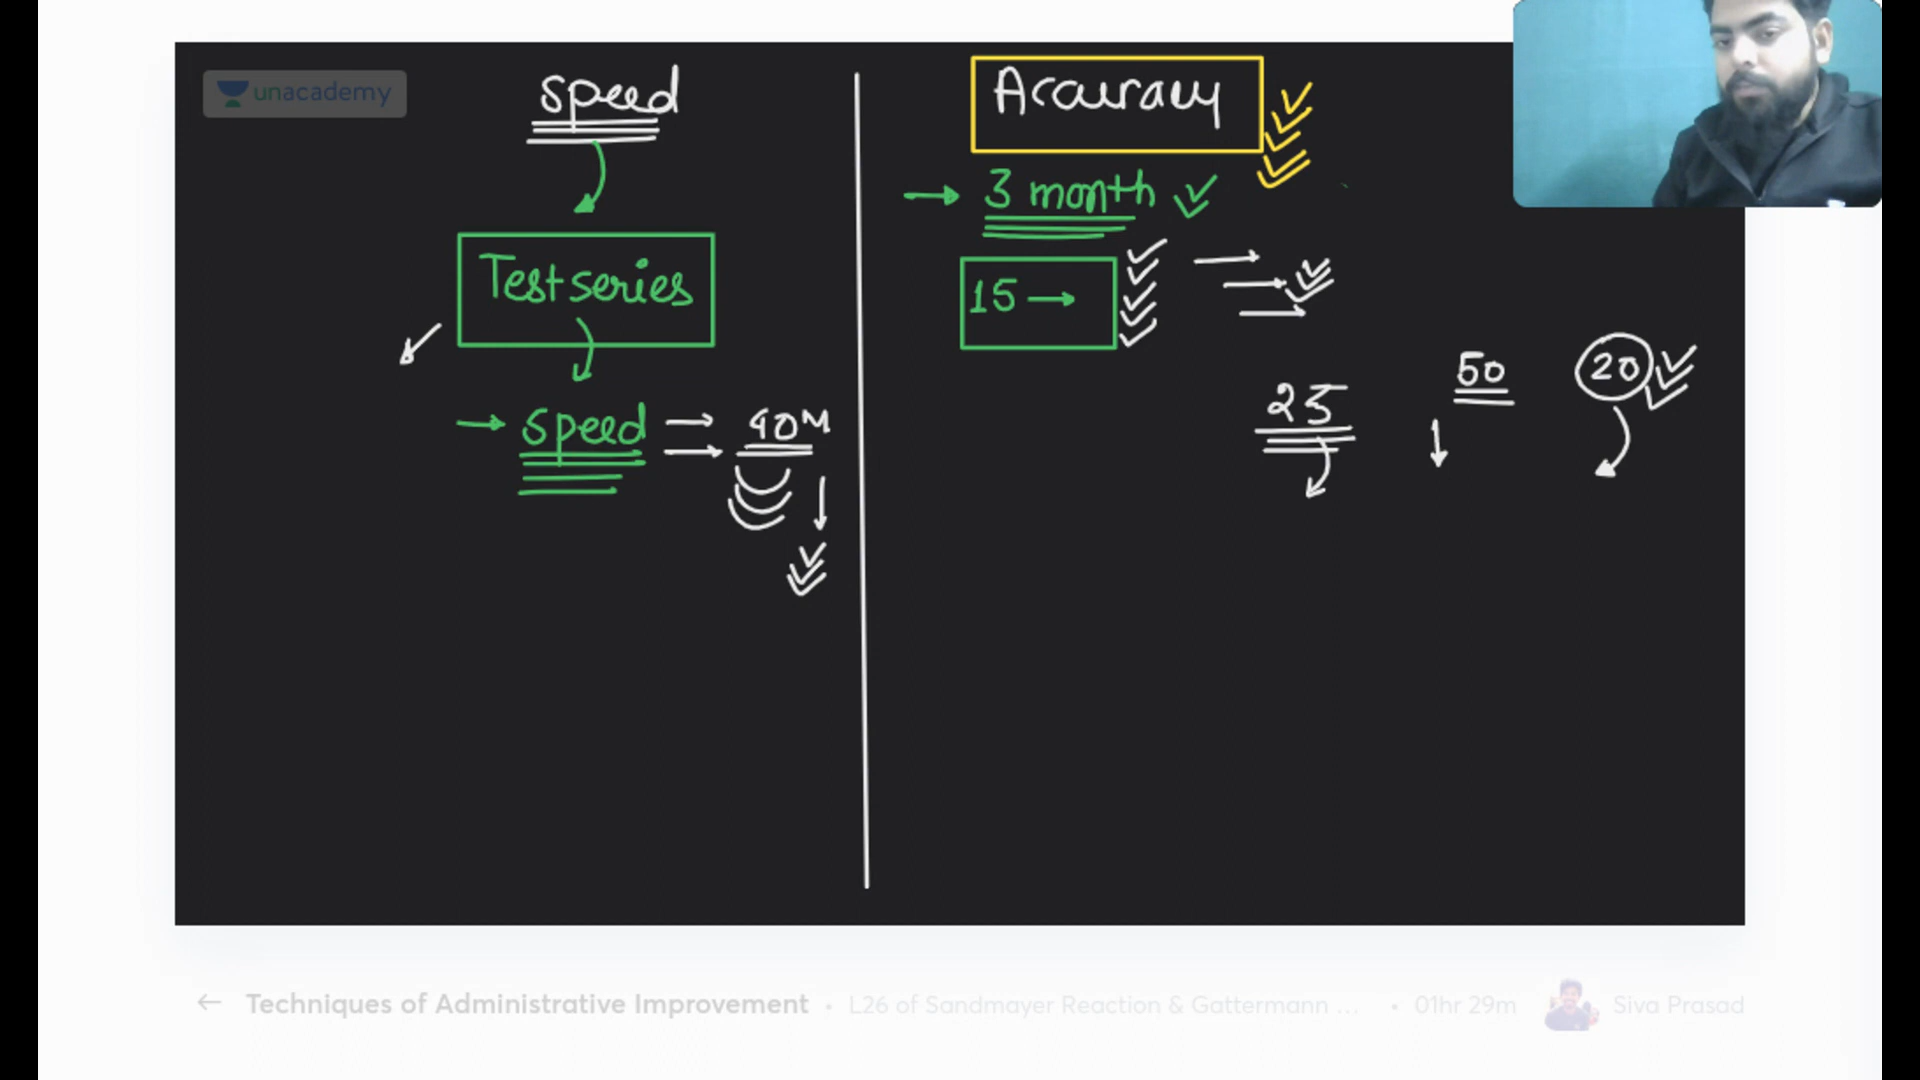 unacademy
speed
Test series
speed
40M
Accuracy
3 month
15
25
50
20
Techniques of Administrative Improvement • L26 of Sandmayer Reaction & Gattermann ... • 01hr 29m Siva Prasad